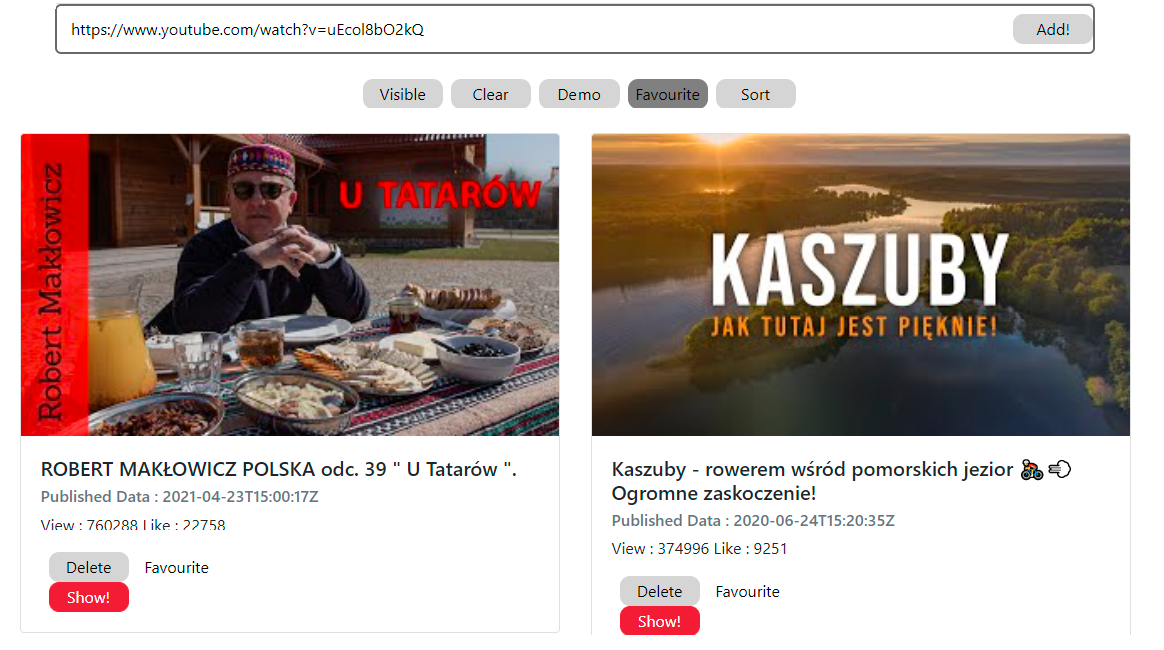 https://www.youtube.com/watch?v=uEcol8bO2kQ
Add!
Visible Clear Demo Favourite Sort
Robert Makłowicz
U TATARÓW
ROBERT MAKŁOWICZ POLSKA odc. 39 " U Tatarów ".
Published Data : 2021-04-23T15:00:17Z
View : 760288 Like : 22758
Delete Favourite
Show!
KASZUBY
JAK TUTAJ JEST PIĘKNIE!
Kaszuby - rowerem wśród pomorskich jezior 🚴💨
Ogromne zaskoczenie!
Published Data : 2020-06-24T15:20:35Z
View : 374996 Like : 9251
Delete Favourite
Show!